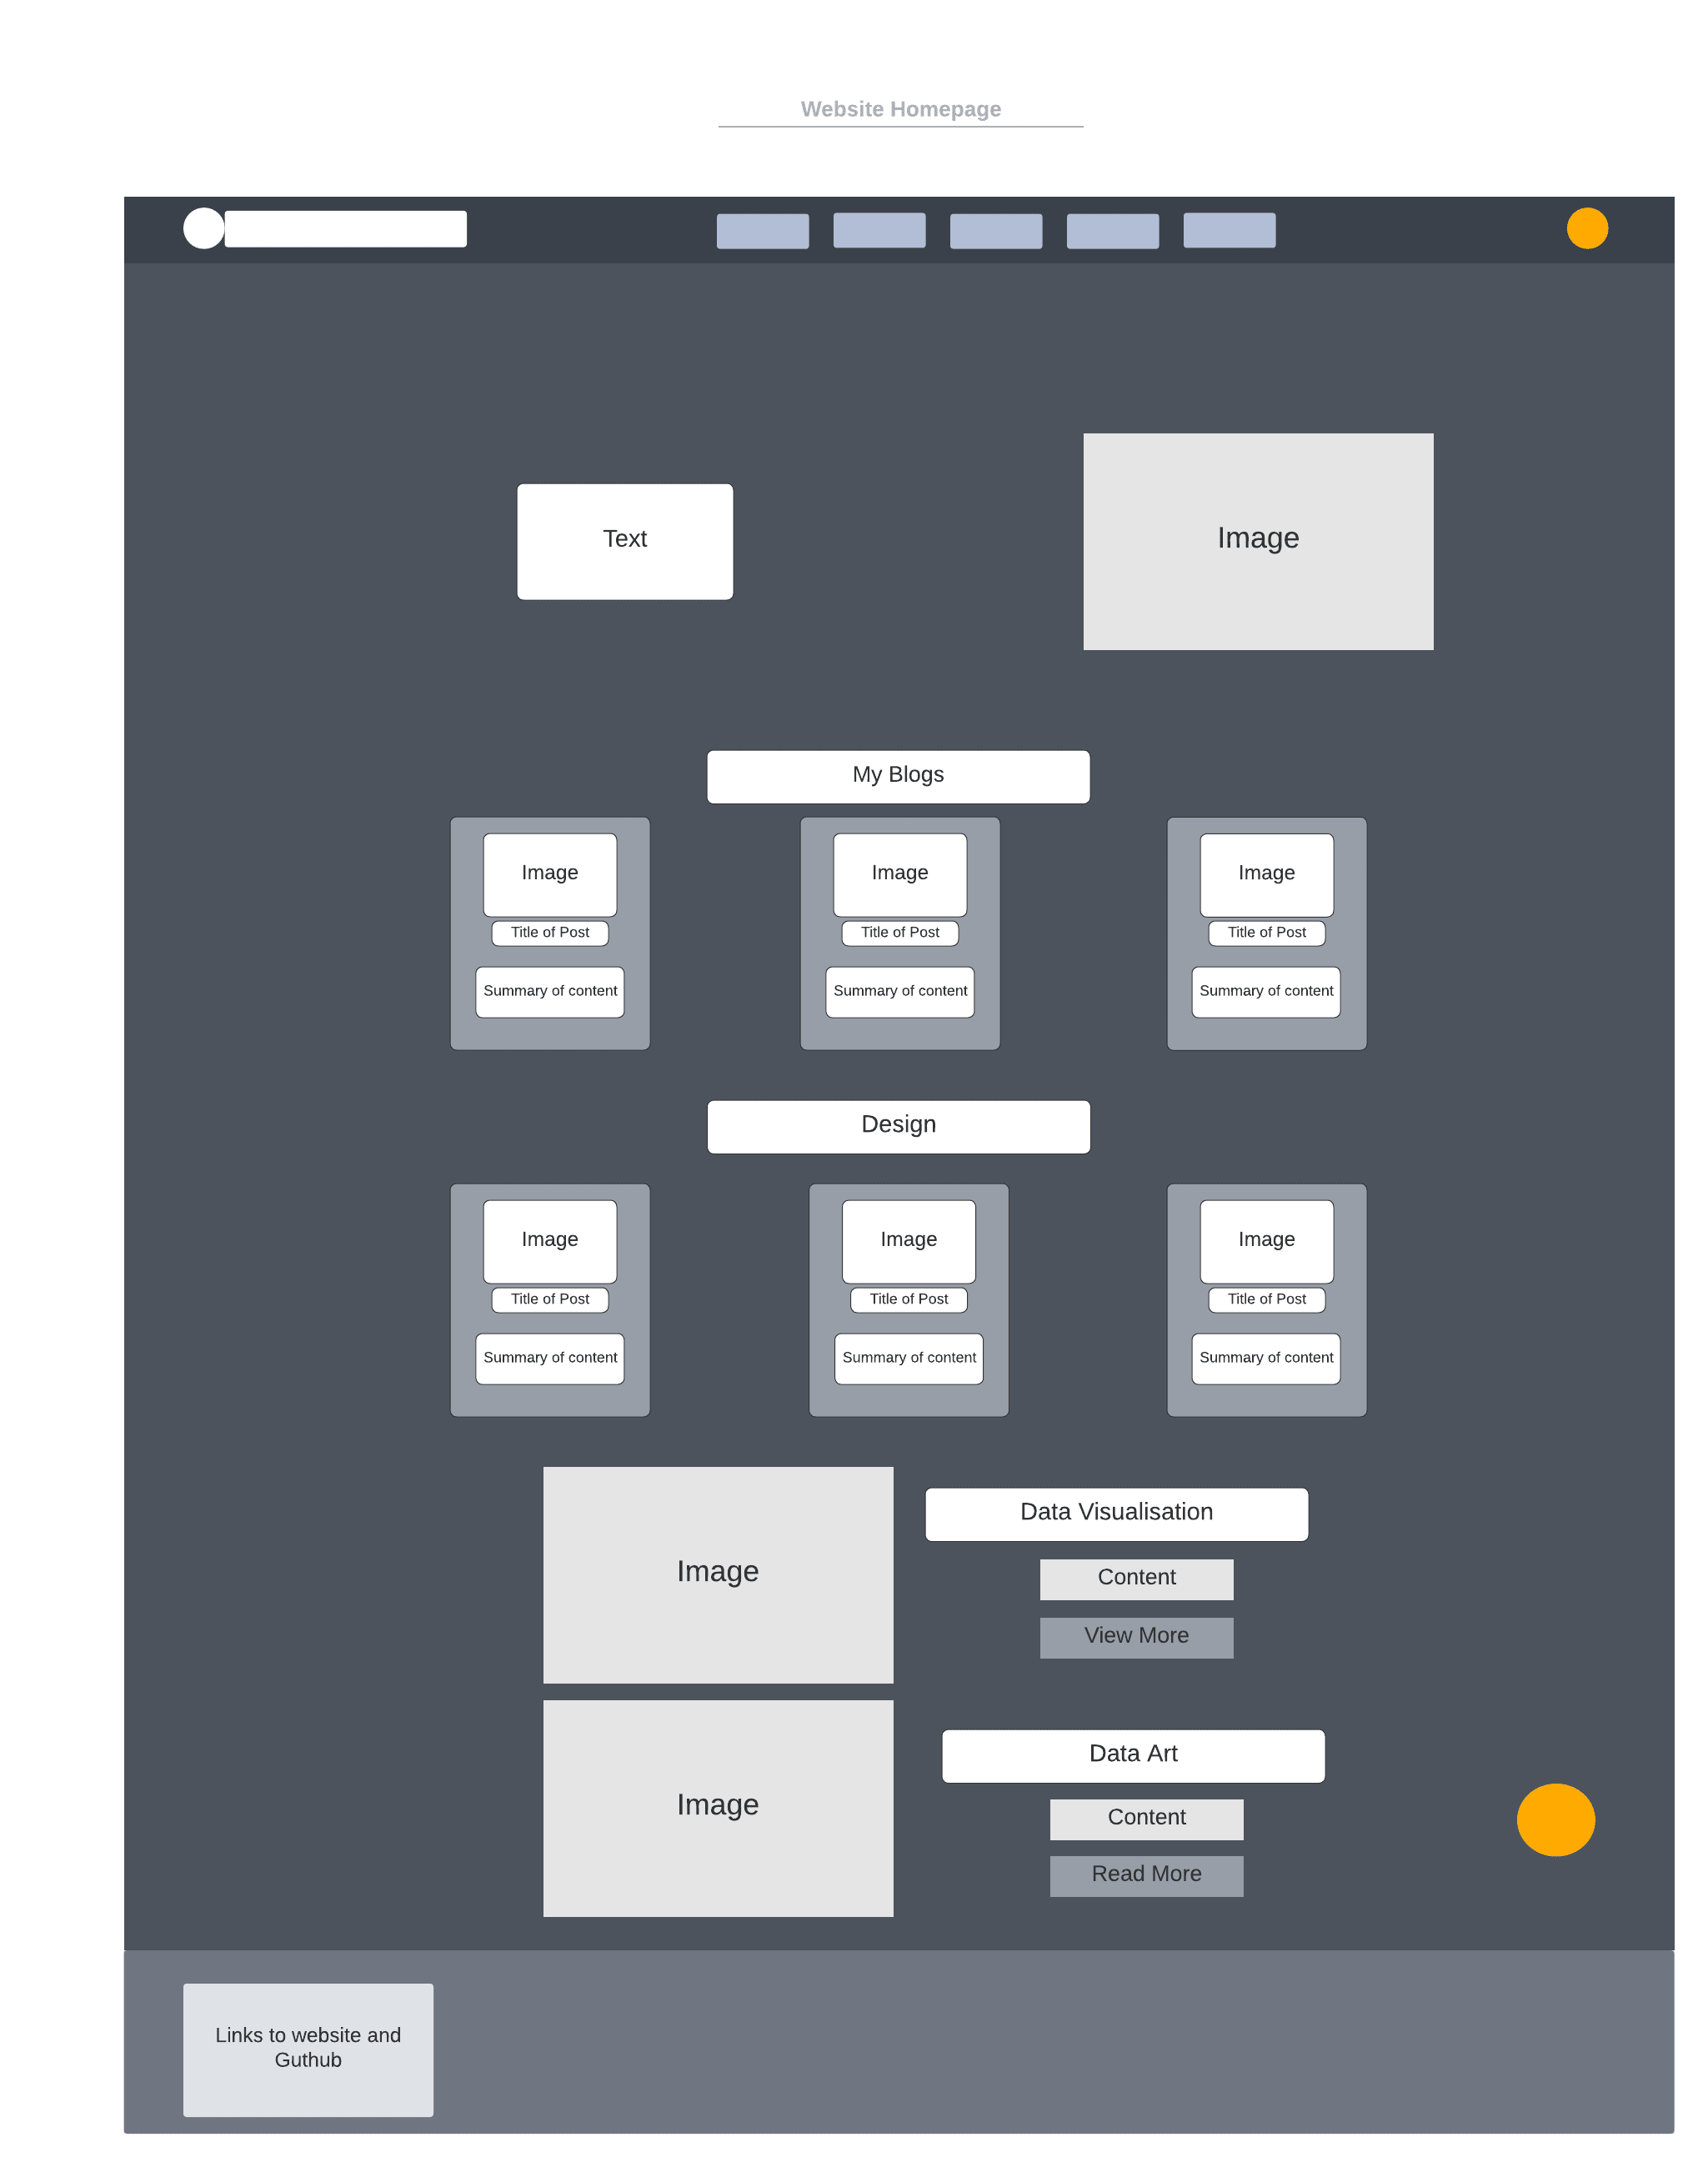 Website Homepage
Text
Image
My Blogs
Image
Title of Post
Summary of content
Image
Title of Post
Summary of content
Image
Title of Post
Summary of content
Design
Image
Title of Post
Summary of content
Image
Title of Post
Summary of content
Image
Title of Post
Summary of content
Image
Data Visualisation
Content
View More
Image
Data Art
Content
Read More
Links to website and
Guthub